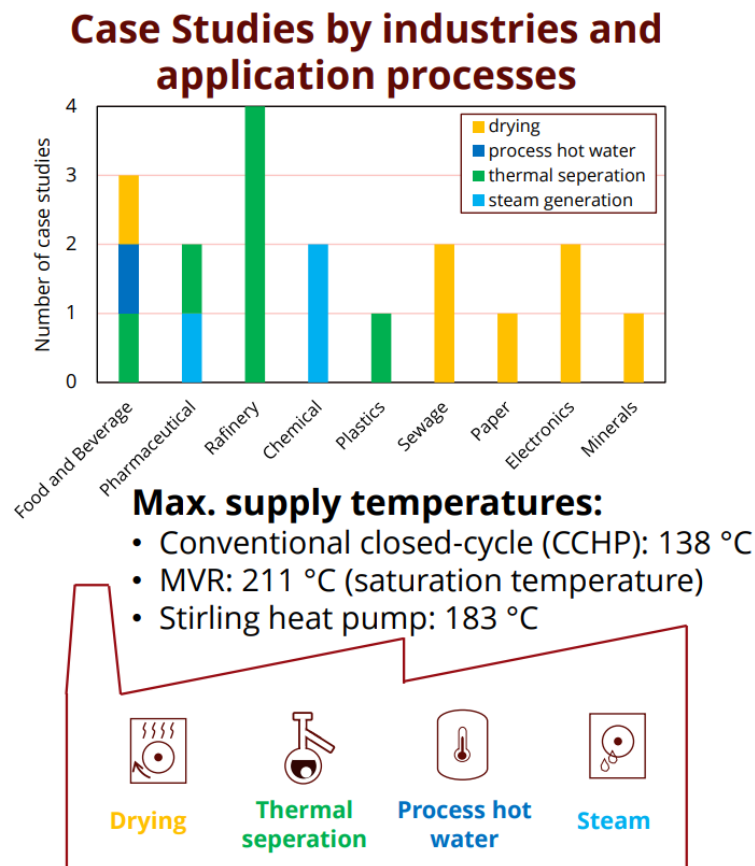 Case Studies by industries and
application processes
4
3
2
1
0
Number of case studies
drying
process hot water
thermal seperation
steam generation
Food and Beverage
Pharmaceutical
Rafinery
Chemical
Plastics
Sewage
Paper
Electronics
Minerals
Max. supply temperatures:
• Conventional closed-cycle (CCHP): 138 °C
• MVR: 211 °C (saturation temperature)
• Stirling heat pump: 183 °C
Drying
Thermal
seperation
Process hot
water
Steam